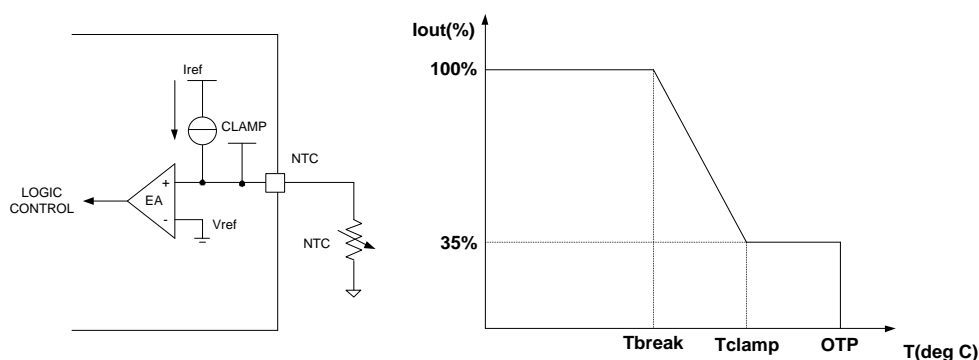 Iref
CLAMP
NTC
+
EA
-
LOGIC
CONTROL
Vref
NTC
Iout(%)
100%
35%
Tbreak
Tclamp
OTP
T(deg C)